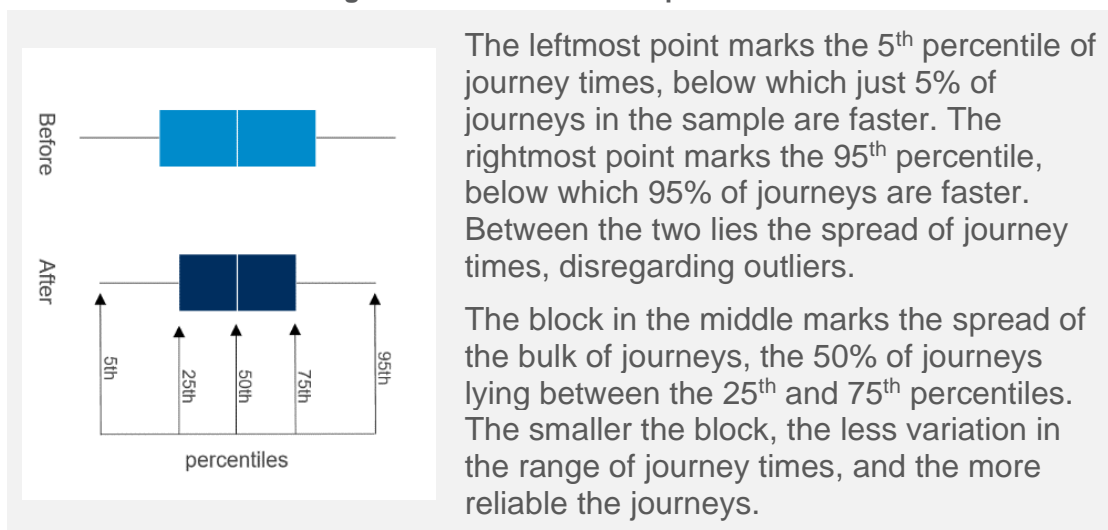 Before
After
5th
25th
50th
75th
95th
percentiles
The leftmost point marks the 5th percentile of
journey times, below which just 5% of
journeys in the sample are faster. The
rightmost point marks the 95th percentile,
below which 95% of journeys are faster.
Between the two lies the spread of journey
times, disregarding outliers.
The block in the middle marks the spread of
the bulk of journeys, the 50% of journeys
lying between the 25th and 75th percentiles.
The smaller the block, the less variation in
the range of journey times, and the more
reliable the journeys.